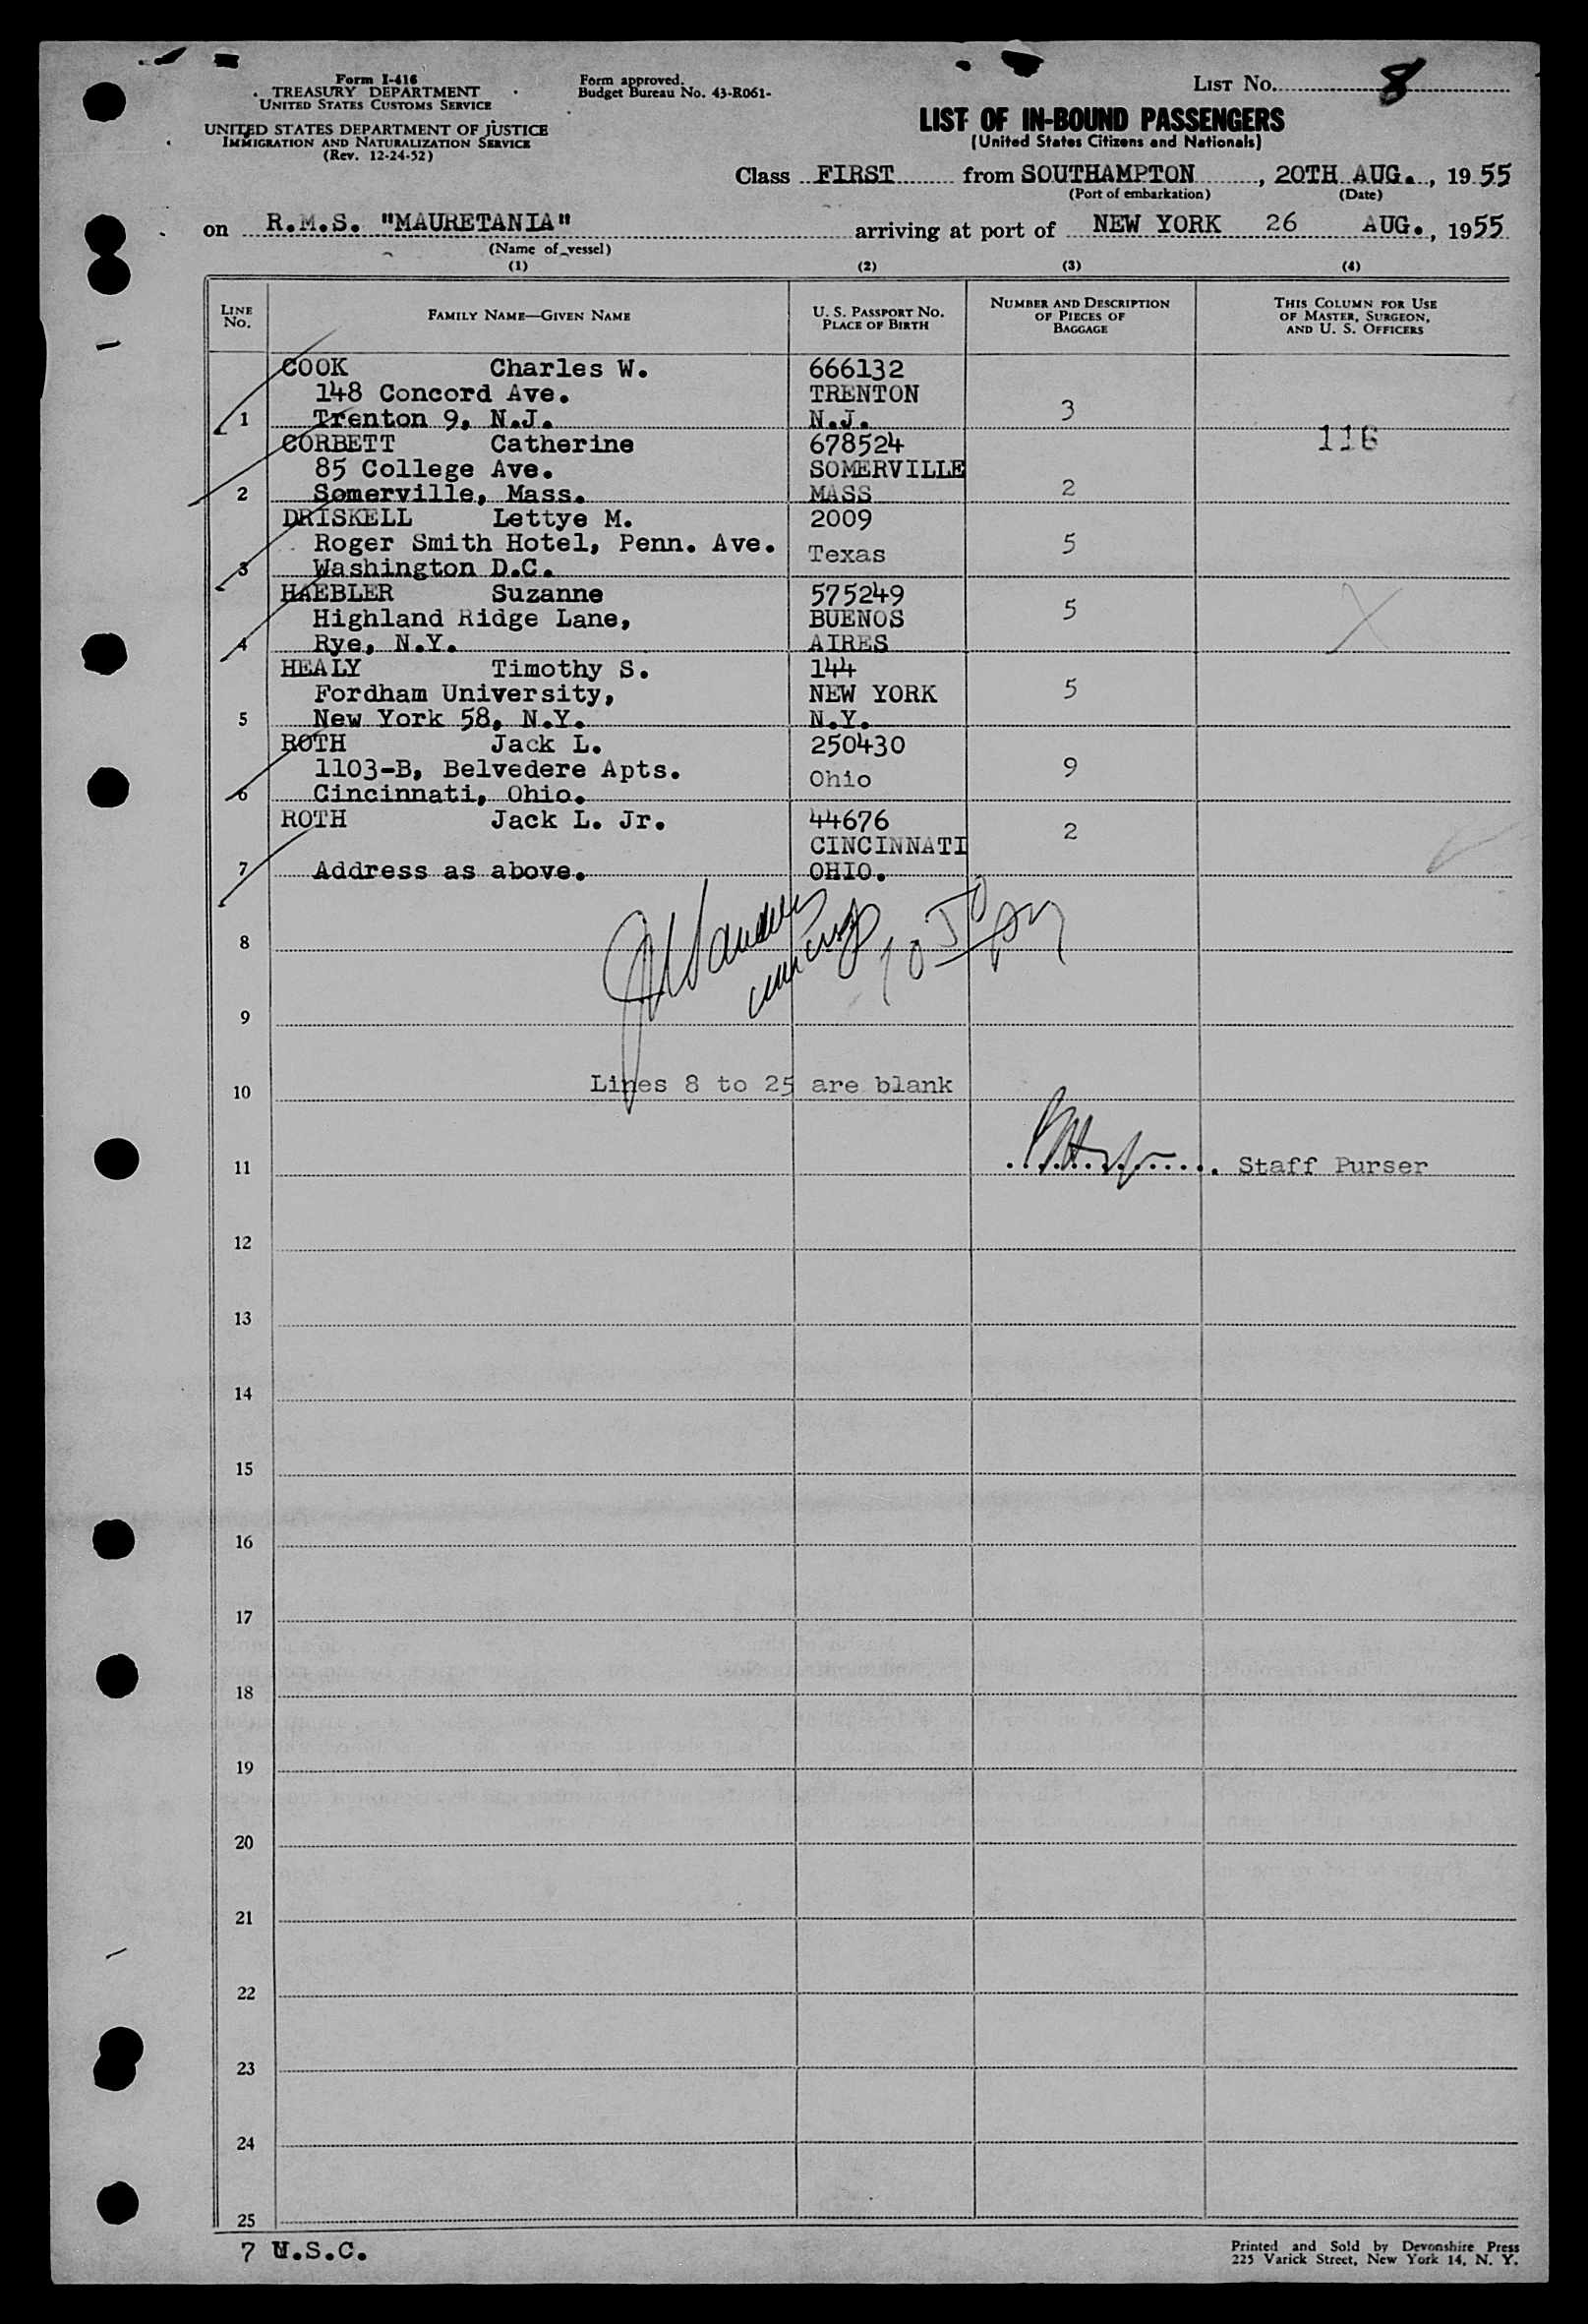 Form I-416
TREASURY DEPARTMENT
UNITED STATES CUSTOMS SERVICE
UNITED STATES DEPARTMENT OF JUSTICE
IMMIGRATION AND NATURALIZATION SERVICE
(Rev. 12-24-52)
Form approved.
Budget Bureau No. 43-R061-
LIST No. 8
LIST OF IN-BOUND PASSENGERS
(United States Citizens and Nationals)
Class FIRST from SOUTHAMPTON, 20TH AUG., 1955
(Port of embarkation) (Date)
on R.M.S. "MAURETANIA" arriving at port of NEW YORK 26 AUG., 1955
(Name of vessel)
(1) (2) (3) (4)
LINE No.
FAMILY NAME—GIVEN NAME
U. S. PASSPORT NO.
PLACE OF BIRTH
NUMBER AND DESCRIPTION
OF PIECES OF
BAGGAGE
THIS COLUMN FOR USE
OF MASTER, SURGEON,
AND U. S. OFFICERS
COOK Charles W. 666132
148 Concord Ave. TRENTON
1 Trenton 9, N.J. N.J. 3
CORBETT Catherine 678524 116
85 College Ave. SOMERVILLE
2 Somerville, Mass. MASS 2
DRISKELL Lettye M. 2009
Roger Smith Hotel, Penn. Ave. Texas 5
3 Washington D.C.
HAEBLER Suzanne 575249
Highland Ridge Lane, BUENOS 5 X
4 Rye, N.Y. AIRES
HEALY Timothy S. 144
Fordham University, NEW YORK 5
5 New York 58, N.Y. N.Y.
ROTH Jack L. 250430
1103-B, Belvedere Apts. Ohio 9
6 Cincinnati, Ohio.
ROTH Jack L. Jr. 44676 2
CINCINNATI
7 Address as above. OHIO.
8
9
Lines 8 to 25 are blank
10
11 Staff Purser
12
13
14
15
16
17
18
19
20
21
22
23
24
25
7 U.S.C.
Printed and Sold by Devonshire Press
225 Varick Street, New York 14, N. Y.